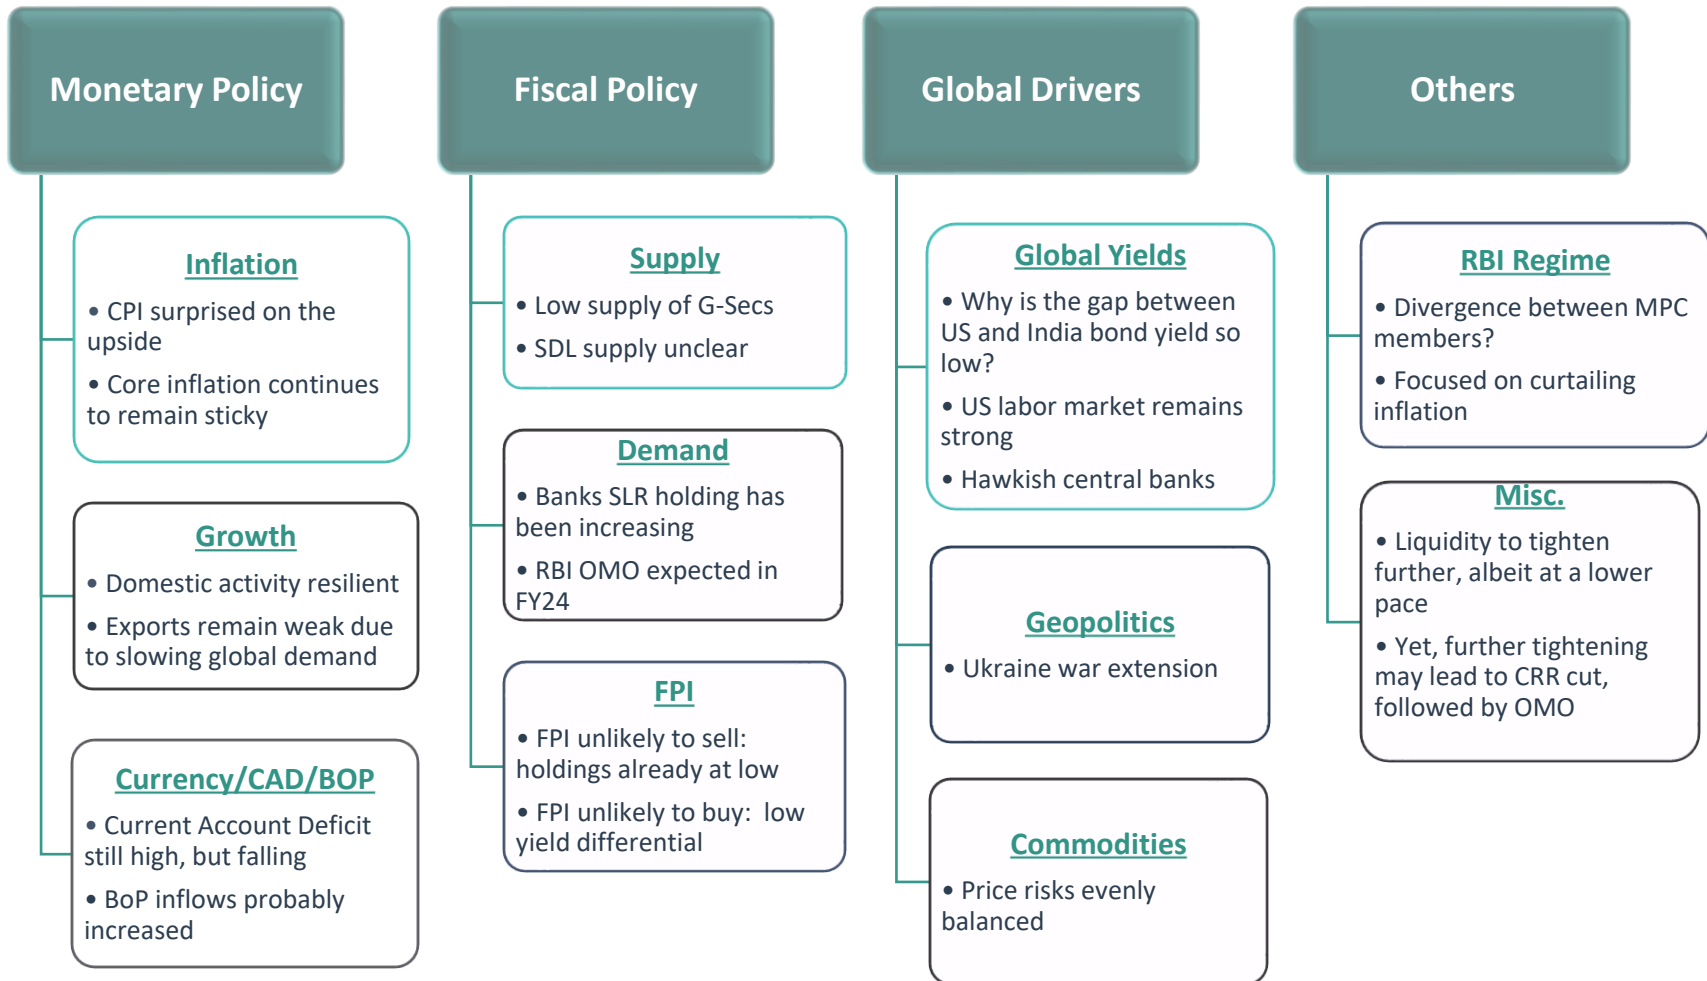 Monetary Policy
Inflation
• CPI surprised on the
upside
• Core inflation continues
to remain sticky
Growth
• Domestic activity resilient
• Exports remain weak due
to slowing global demand
Currency/CAD/BOP
• Current Account Deficit
still high, but falling
• BoP inflows probably
increased
Fiscal Policy
Supply
• Low supply of G-Secs
• SDL supply unclear
Demand
• Banks SLR holding has
been increasing
• RBI OMO expected in
FY24
FPI
• FPI unlikely to sell:
holdings already at low
• FPI unlikely to buy:  low
yield differential
Global Drivers
Global Yields
• Why is the gap between
US and India bond yield so
low?
• US labor market remains
strong
• Hawkish central banks
Geopolitics
• Ukraine war extension
Commodities
• Price risks evenly
balanced
Others
RBI Regime
• Divergence between MPC
members?
• Focused on curtailing
inflation
Misc.
• Liquidity to tighten
further, albeit at a lower
pace
• Yet, further tightening
may lead to CRR cut,
followed by OMO